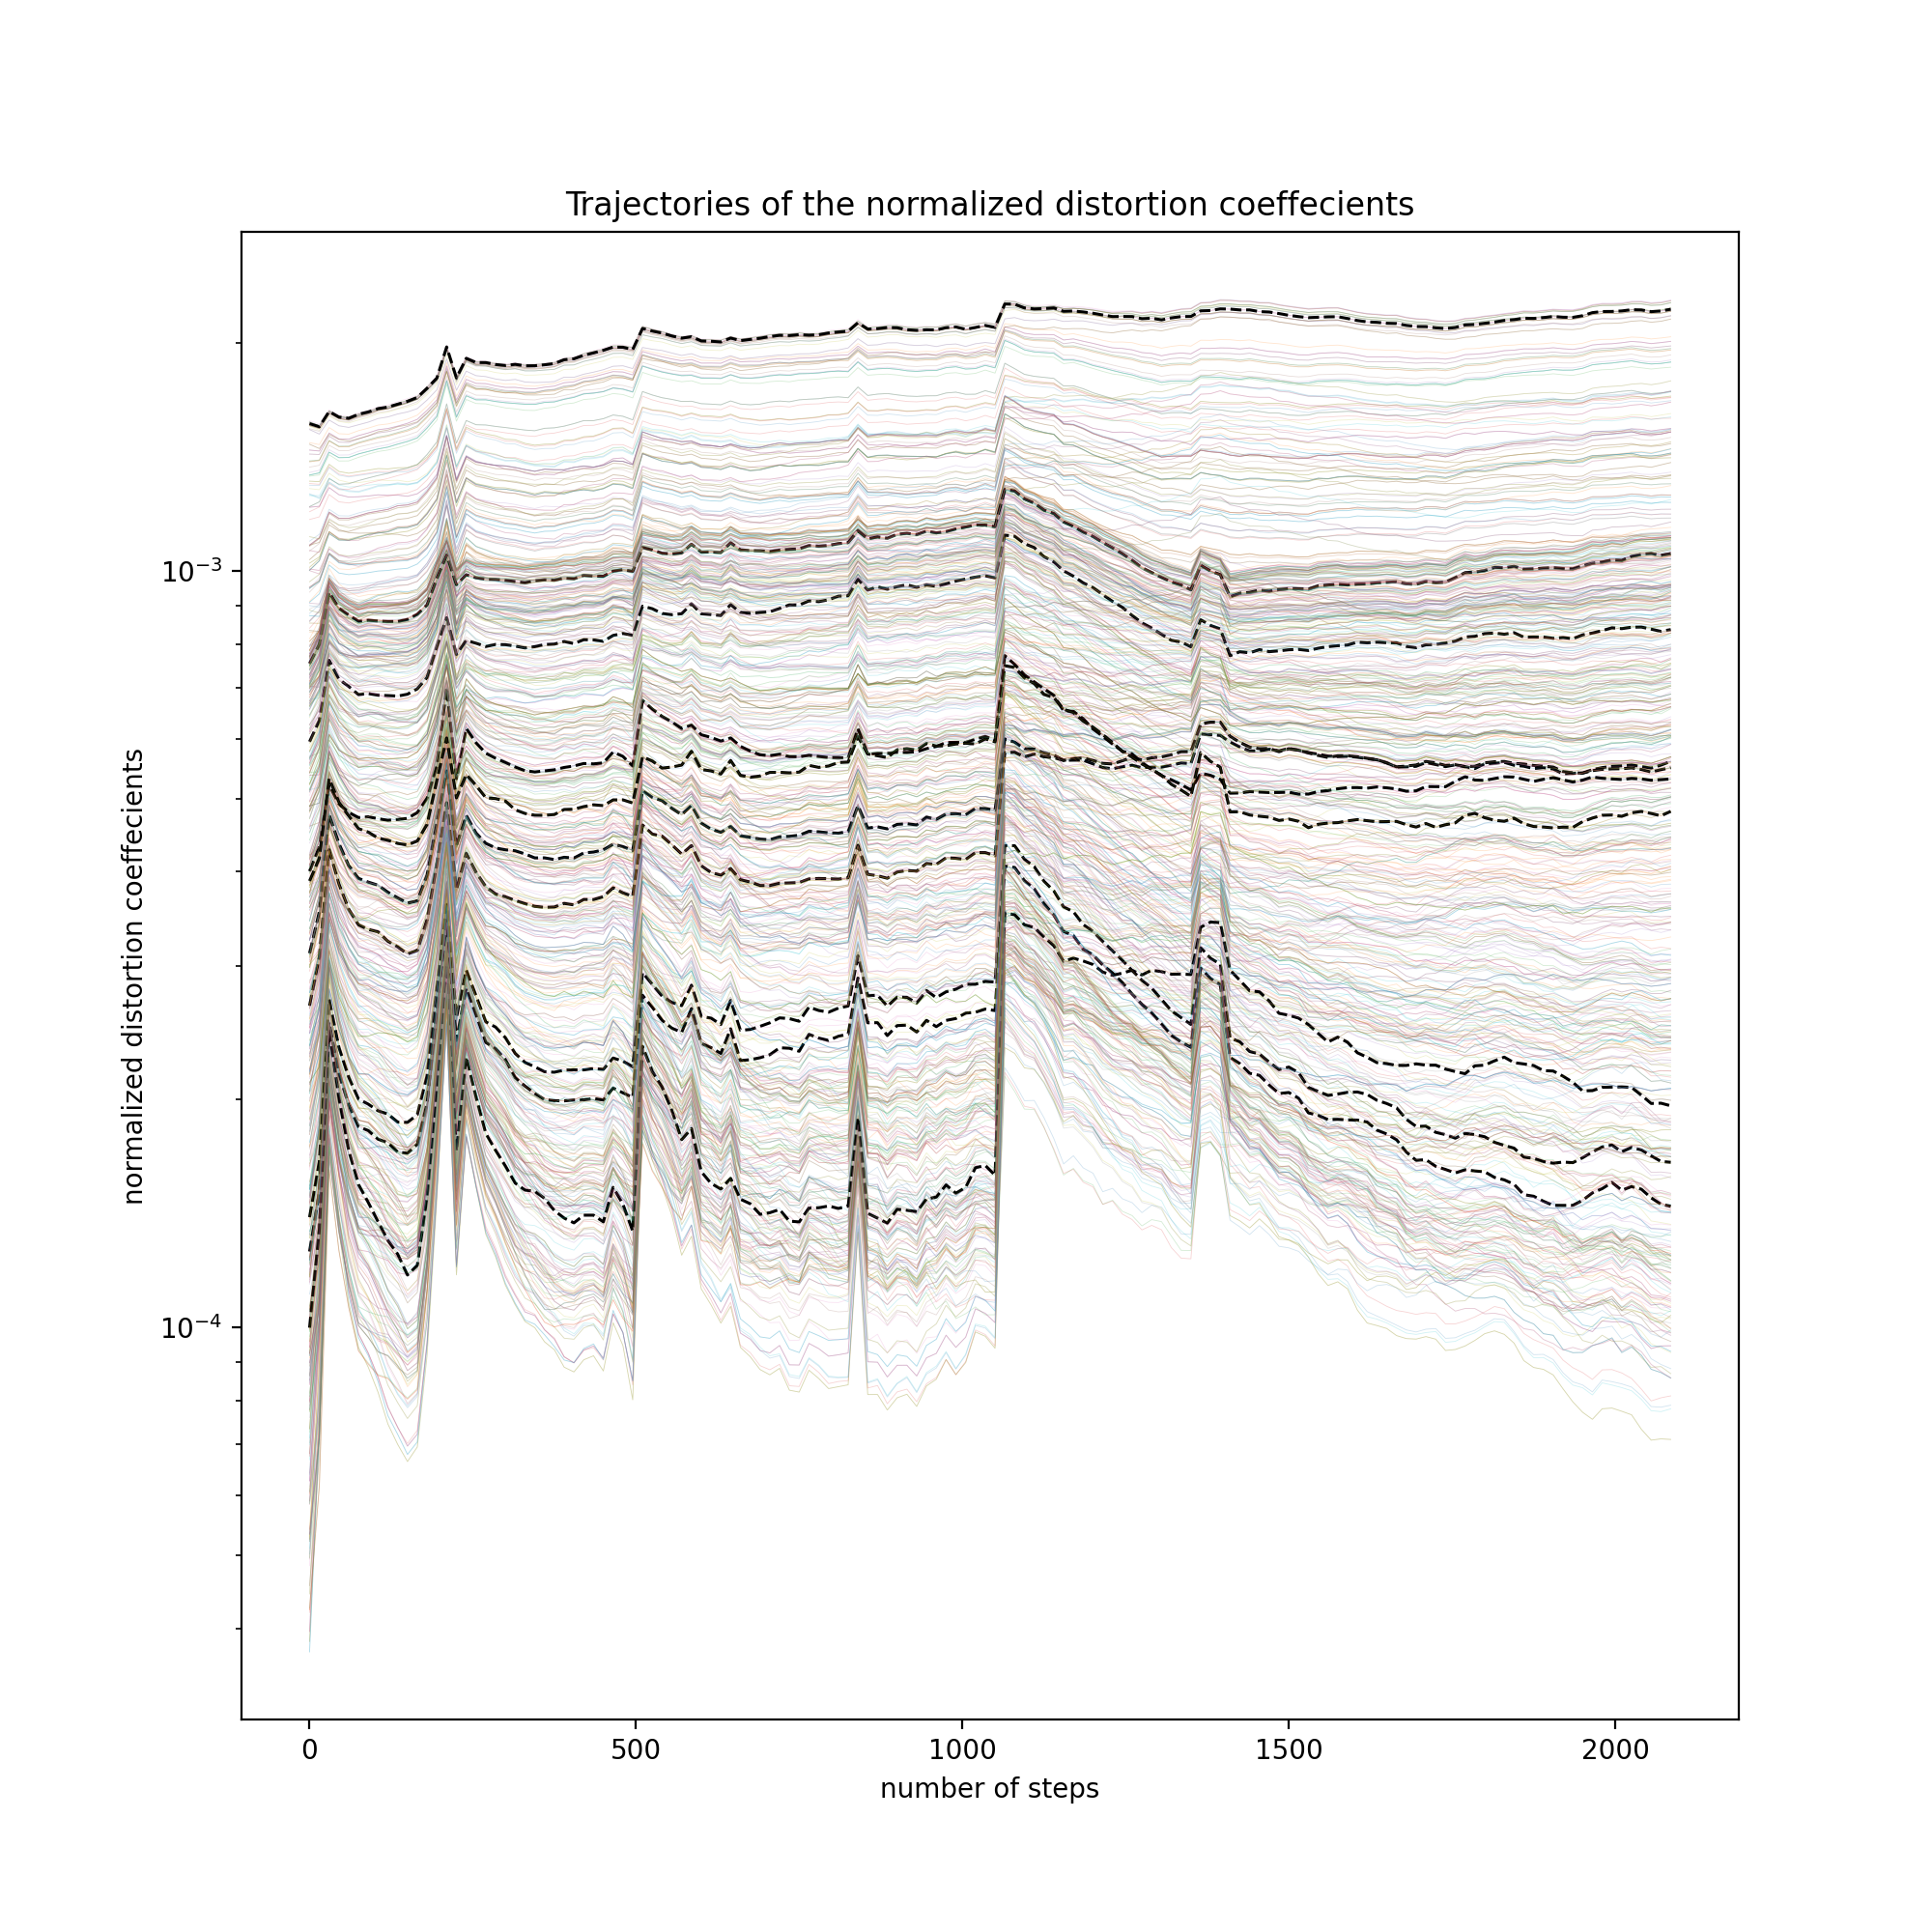 Trajectories of the normalized distortion coeffecients
normalized distortion coeffecients
10⁻³
10⁻⁴
0 500 1000 1500 2000
number of steps